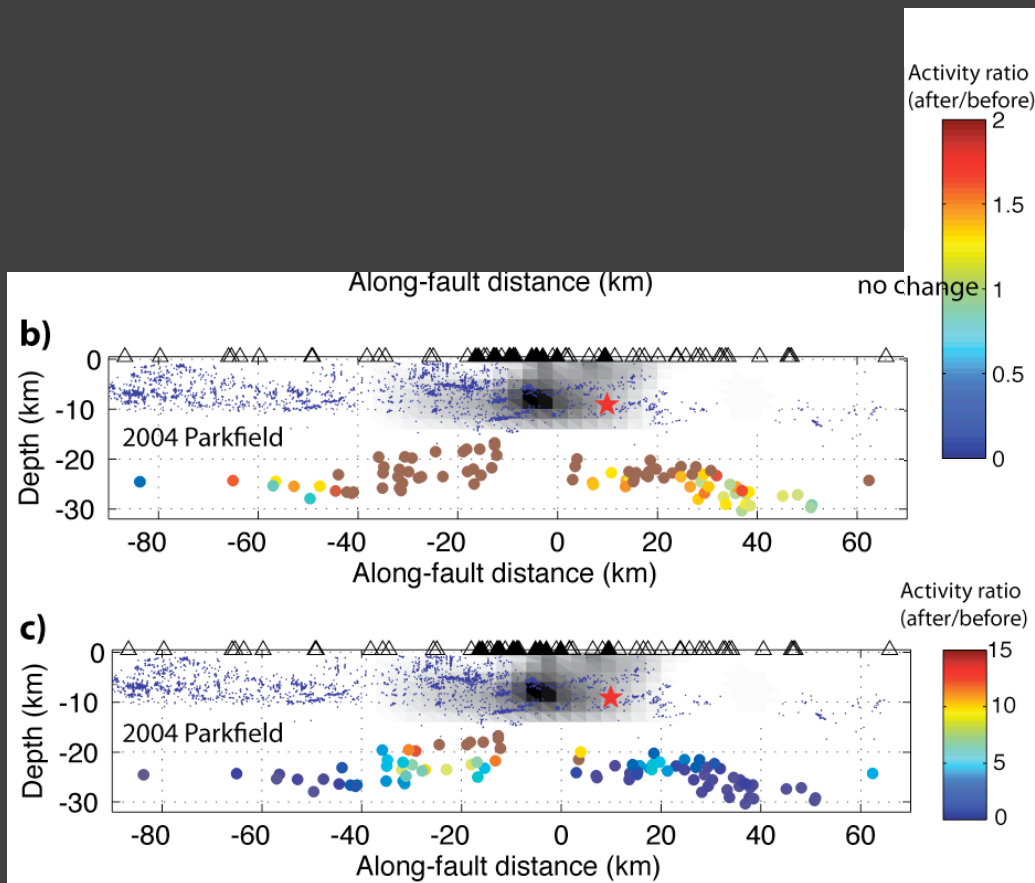 Activity ratio
(after/before)
2
1.5
Along-fault distance (km)
no change 1
b)
0
-10
-20
-30
Depth (km)
2004 Parkfield
0.5
0
-80 -60 -40 -20 0 20 40 60
Along-fault distance (km)
Activity ratio
(after/before)
c)
0
-10
-20
-30
Depth (km)
2004 Parkfield
15
10
5
0
-80 -60 -40 -20 0 20 40 60
Along-fault distance (km)